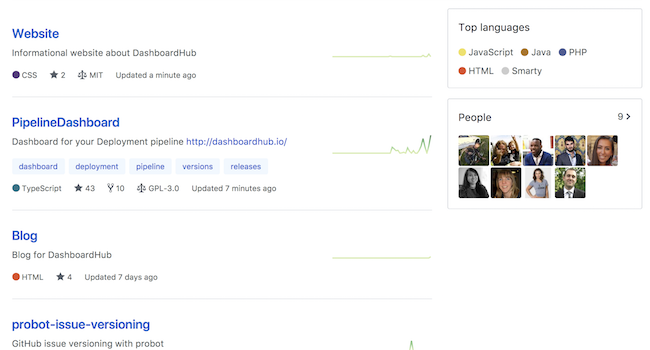 Website
Informational website about DashboardHub
CSS 2 MIT Updated a minute ago
PipelineDashboard
Dashboard for your Deployment pipeline http://dashboardhub.io/
dashboard deployment pipeline versions releases
TypeScript 43 10 GPL-3.0 Updated 7 minutes ago
Blog
Blog for DashboardHub
HTML 4 Updated 7 days ago
probot-issue-versioning
GitHub issue versioning with probot
Top languages
JavaScript Java PHP
HTML Smarty
People 9